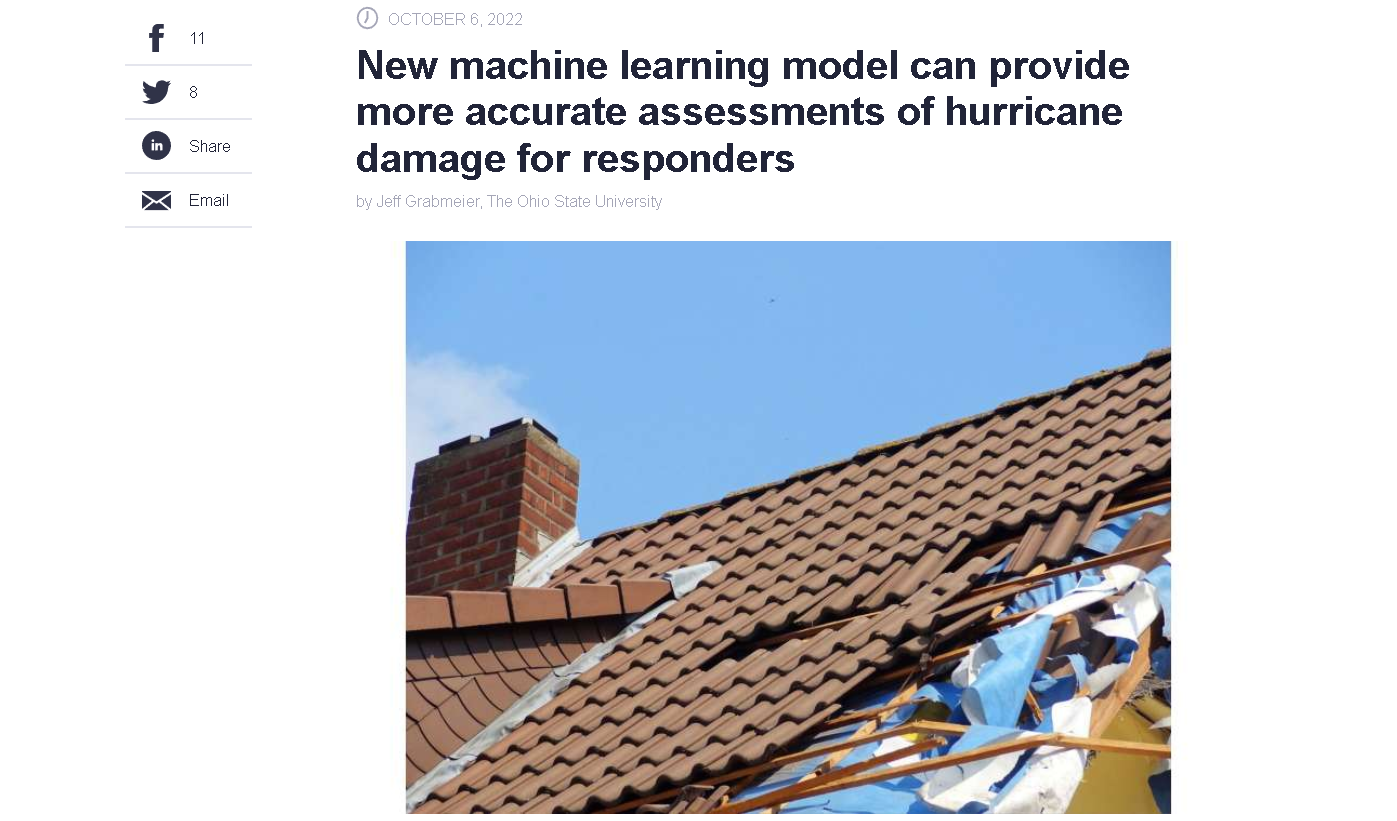 11
8
in Share
Email
OCTOBER 6, 2022
New machine learning model can provide
more accurate assessments of hurricane
damage for responders
by Jeff Grabmeier, The Ohio State University